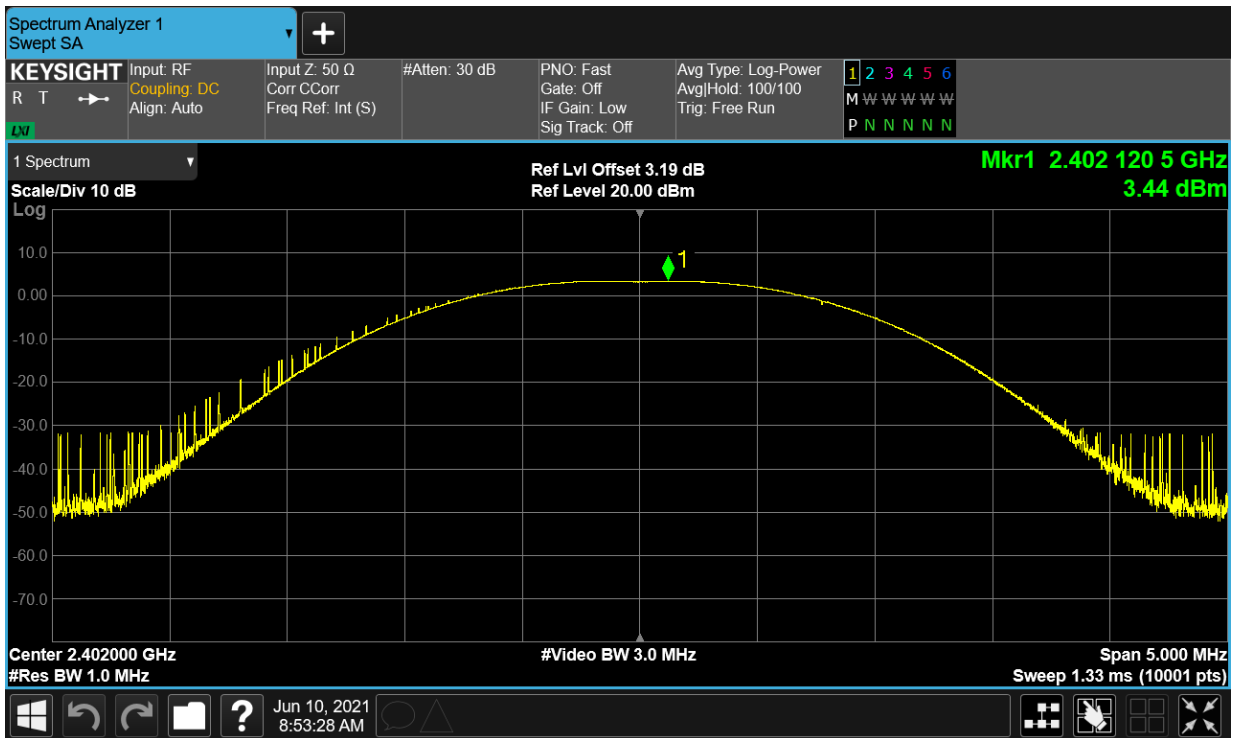 Spectrum Analyzer 1
Swept SA
+
KEYSIGHT Input: RF Input Z: 50 Ω #Atten: 30 dB PNO: Fast Avg Type: Log-Power 1 2 3 4 5 6
R T Coupling: DC Corr CCorr Gate: Off Avg|Hold: 100/100 M W W W W W
Align: Auto Freq Ref: Int (S) IF Gain: Low Trig: Free Run
LXI Sig Track: Off P N N N N N
1 Spectrum
Ref Lvl Offset 3.19 dB Mkr1 2.402 120 5 GHz
Scale/Div 10 dB Ref Level 20.00 dBm 3.44 dBm
Log
10.0
1
0.00
-10.0
-20.0
-30.0
-40.0
-50.0
-60.0
-70.0
Center 2.402000 GHz #Video BW 3.0 MHz Span 5.000 MHz
#Res BW 1.0 MHz Sweep 1.33 ms (10001 pts)
? Jun 10, 2021
8:53:28 AM